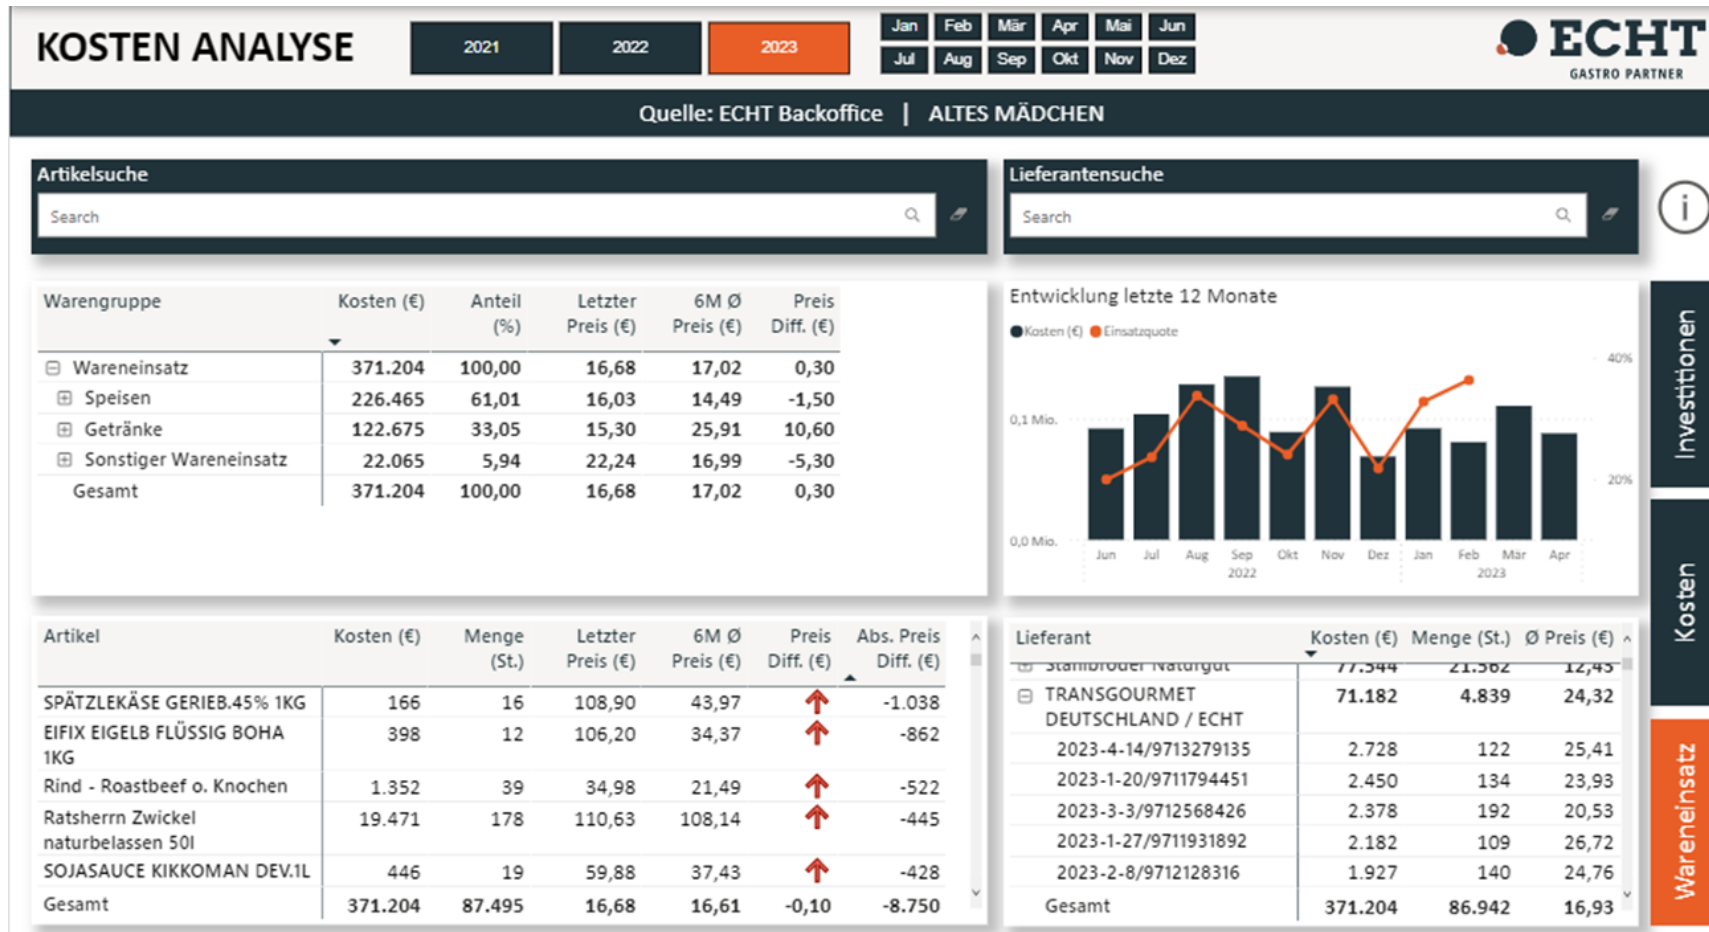 KOSTEN ANALYSE
2021 2022 2023
Jan Feb Mär Apr Mai Jun
Jul Aug Sep Okt Nov Dez
ECHT
GASTRO PARTNER
Quelle: ECHT Backoffice | ALTES MÄDCHEN
Artikelsuche
Search
Lieferantensuche
Search
i
Warengruppe Kosten (€) Anteil (%) Letzter Preis (€) 6M Ø Preis (€) Preis Diff. (€)
Wareneinsatz 371.204 100,00 16,68 17,02 0,30
Speisen 226.465 61,01 16,03 14,49 -1,50
Getränke 122.675 33,05 15,30 25,91 10,60
Sonstiger Wareneinsatz 22.065 5,94 22,24 16,99 -5,30
Gesamt 371.204 100,00 16,68 17,02 0,30
Entwicklung letzte 12 Monate
Kosten (€) Einsatzquote
40%
0,1 Mio.
20%
0,0 Mio.
Jun Jul Aug Sep Okt Nov Dez Jan Feb Mär Apr
2022 2023
Investitionen
Kosten
Wareneinsatz
Artikel Kosten (€) Menge (St.) Letzter Preis (€) 6M Ø Preis (€) Preis Diff. (€) Abs. Preis Diff. (€)
SPÄTZLEKÄSE GERIEB.45% 1KG 166 16 108,90 43,97 -1.038
EIFIX EIGELB FLÜSSIG BOHA 1KG 398 12 106,20 34,37 -862
Rind - Roastbeef o. Knochen 1.352 39 34,98 21,49 -522
Ratsherrn Zwickel naturbelassen 50l 19.471 178 110,63 108,14 -445
SOJASAUCE KIKKOMAN DEV.1L 446 19 59,88 37,43 -428
Gesamt 371.204 87.495 16,68 16,61 -0,10 -8.750
Lieferant Kosten (€) Menge (St.) Ø Preis (€)
Naturgut 77.544 21.562 12,45
TRANSGOURMET DEUTSCHLAND / ECHT 71.182 4.839 24,32
2023-4-14/9713279135 2.728 122 25,41
2023-1-20/9711794451 2.450 134 23,93
2023-3-3/9712568426 2.378 192 20,53
2023-1-27/9711931892 2.182 109 26,72
2023-2-8/9712128316 1.927 140 24,76
Gesamt 371.204 86.942 16,93